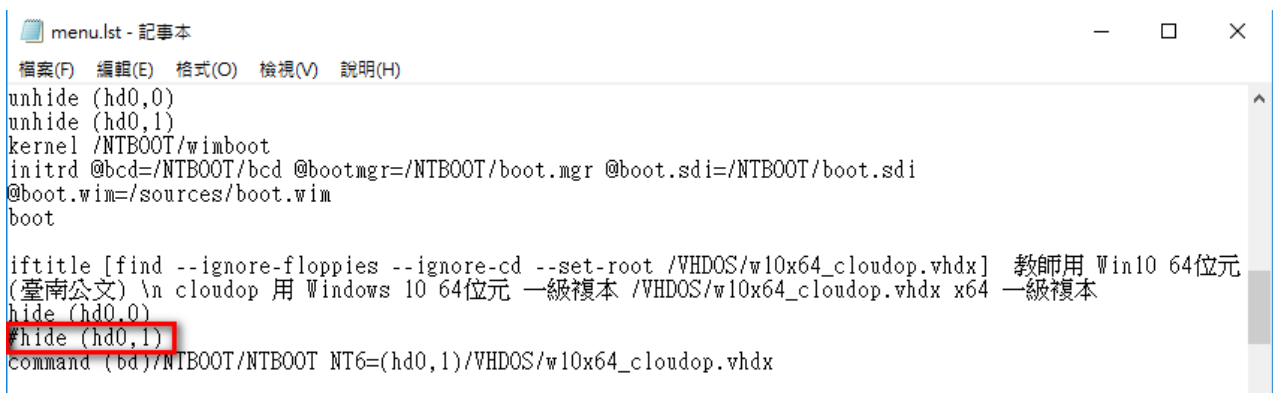 menu.lst - 記事本
檔案(F) 編輯(E) 格式(O) 檢視(V) 說明(H)
unhide (hd0,0)
unhide (hd0,1)
kernel /NTBOOT/wimboot
initrd @bcd=/NTBOOT/bcd @bootmgr=/NTBOOT/boot.mgr @boot.sdi=/NTBOOT/boot.sdi
@boot.wim=/sources/boot.wim
boot
iftitle [find --ignore-floppies --ignore-cd --set-root /VHDOS/w10x64_cloudop.vhdx] 教師用 Win10 64位元
(臺南公文) \n cloudop 用 Windows 10 64位元 一級複本 /VHDOS/w10x64_cloudop.vhdx x64 一級複本
hide (hd0,0)
#hide (hd0,1)
command (bd)/NTBOOT/NTBOOT NT6=(hd0,1)/VHDOS/w10x64_cloudop.vhdx